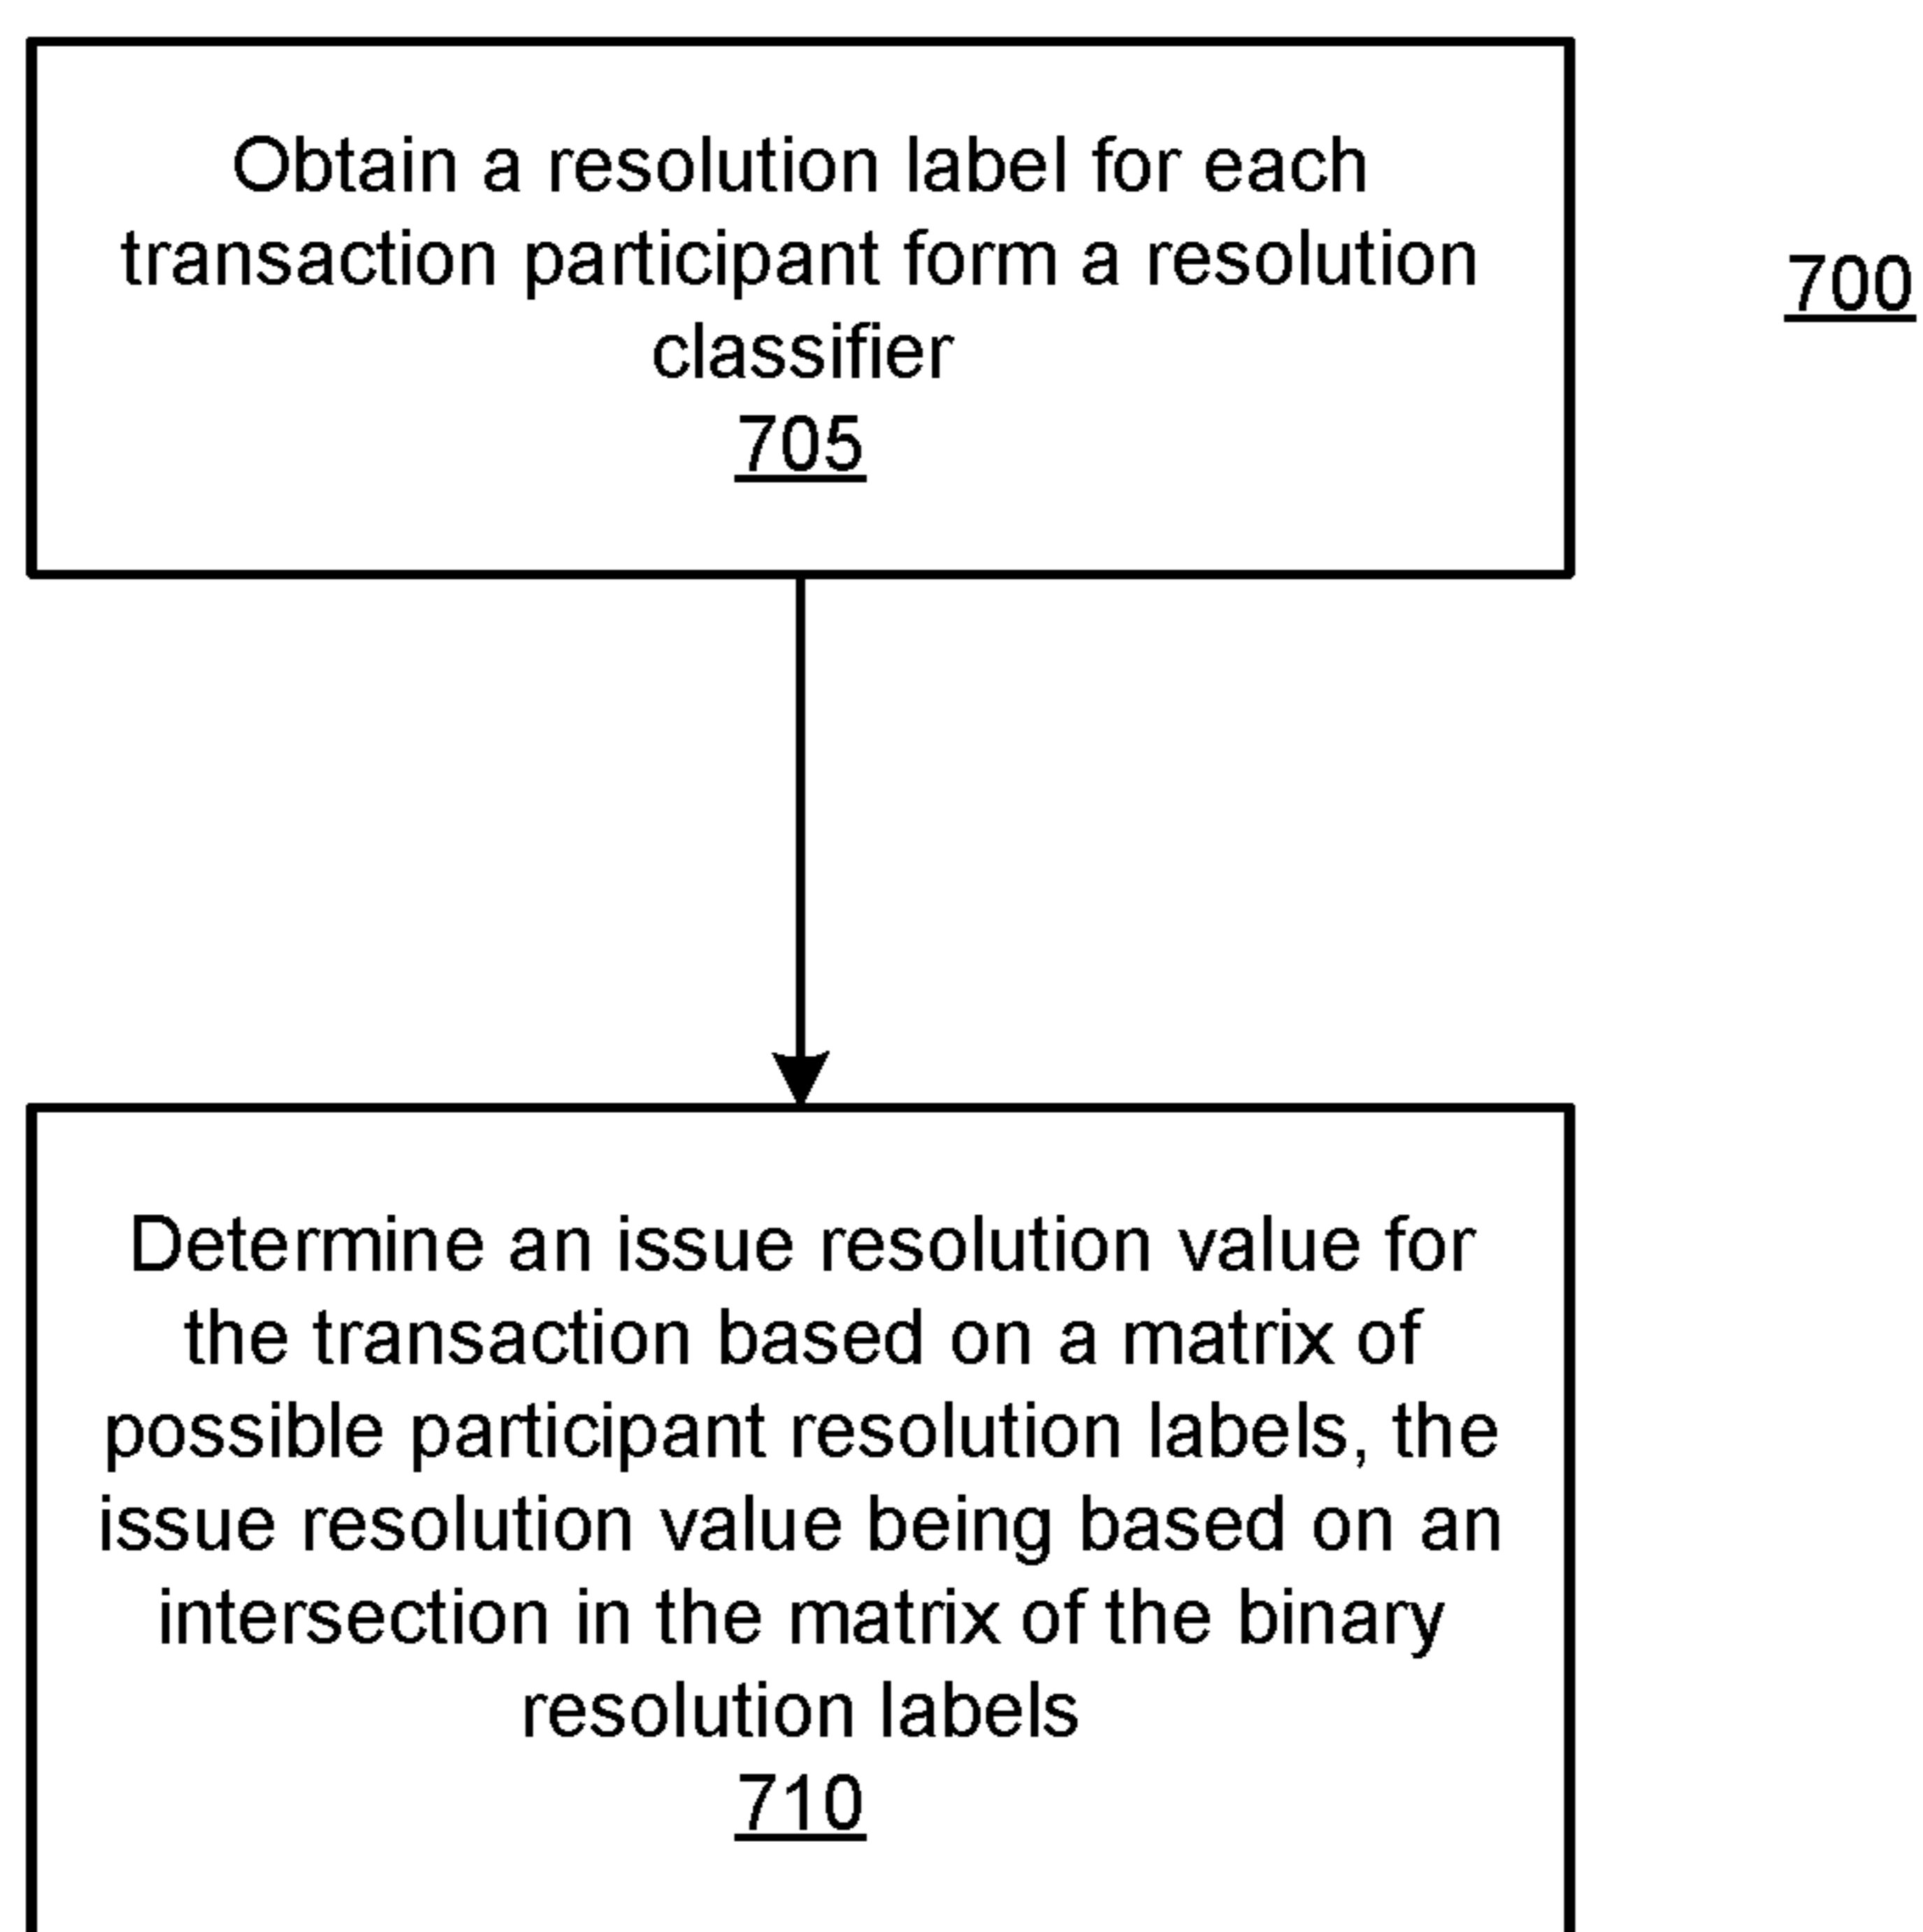 Obtain a resolution label for each
transaction participant form a resolution
classifier
705
700
Determine an issue resolution value for
the transaction based on a matrix of
possible participant resolution labels, the
issue resolution value being based on an
intersection in the matrix of the binary
resolution labels
710